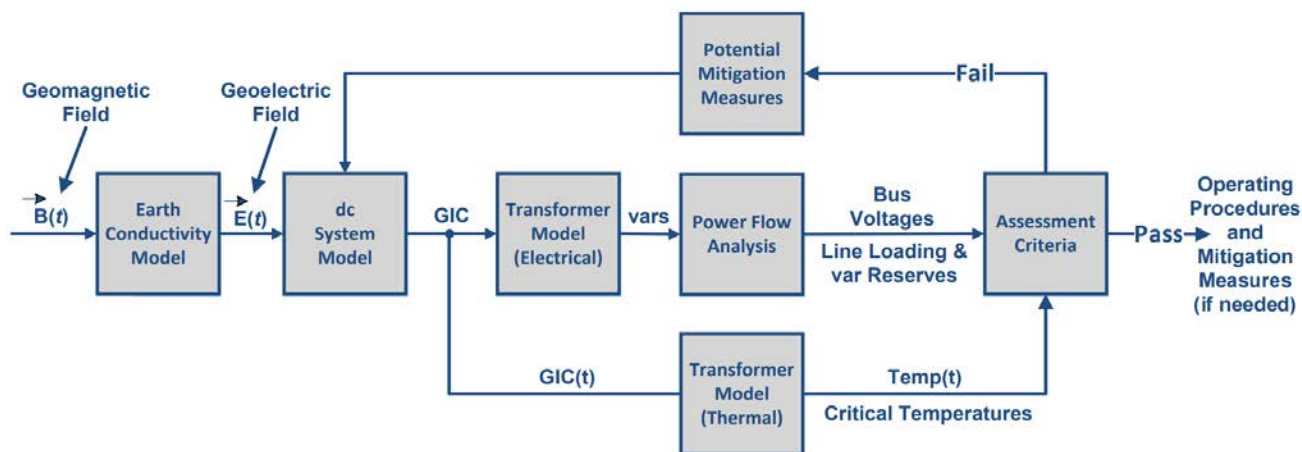 Potential
Mitigation
Measures
Fail
Geomagnetic
Field
Geoelectric
Field
B(t)
Earth
Conductivity
Model
E(t)
dc
System
Model
GIC
Transformer
Model
(Electrical)
vars
Power Flow
Analysis
Bus
Voltages
Line Loading &
var Reserves
Assessment
Criteria
Pass
Operating
Procedures
and
Mitigation
Measures
(if needed)
GIC(t)
Transformer
Model
(Thermal)
Temp(t)
Critical Temperatures